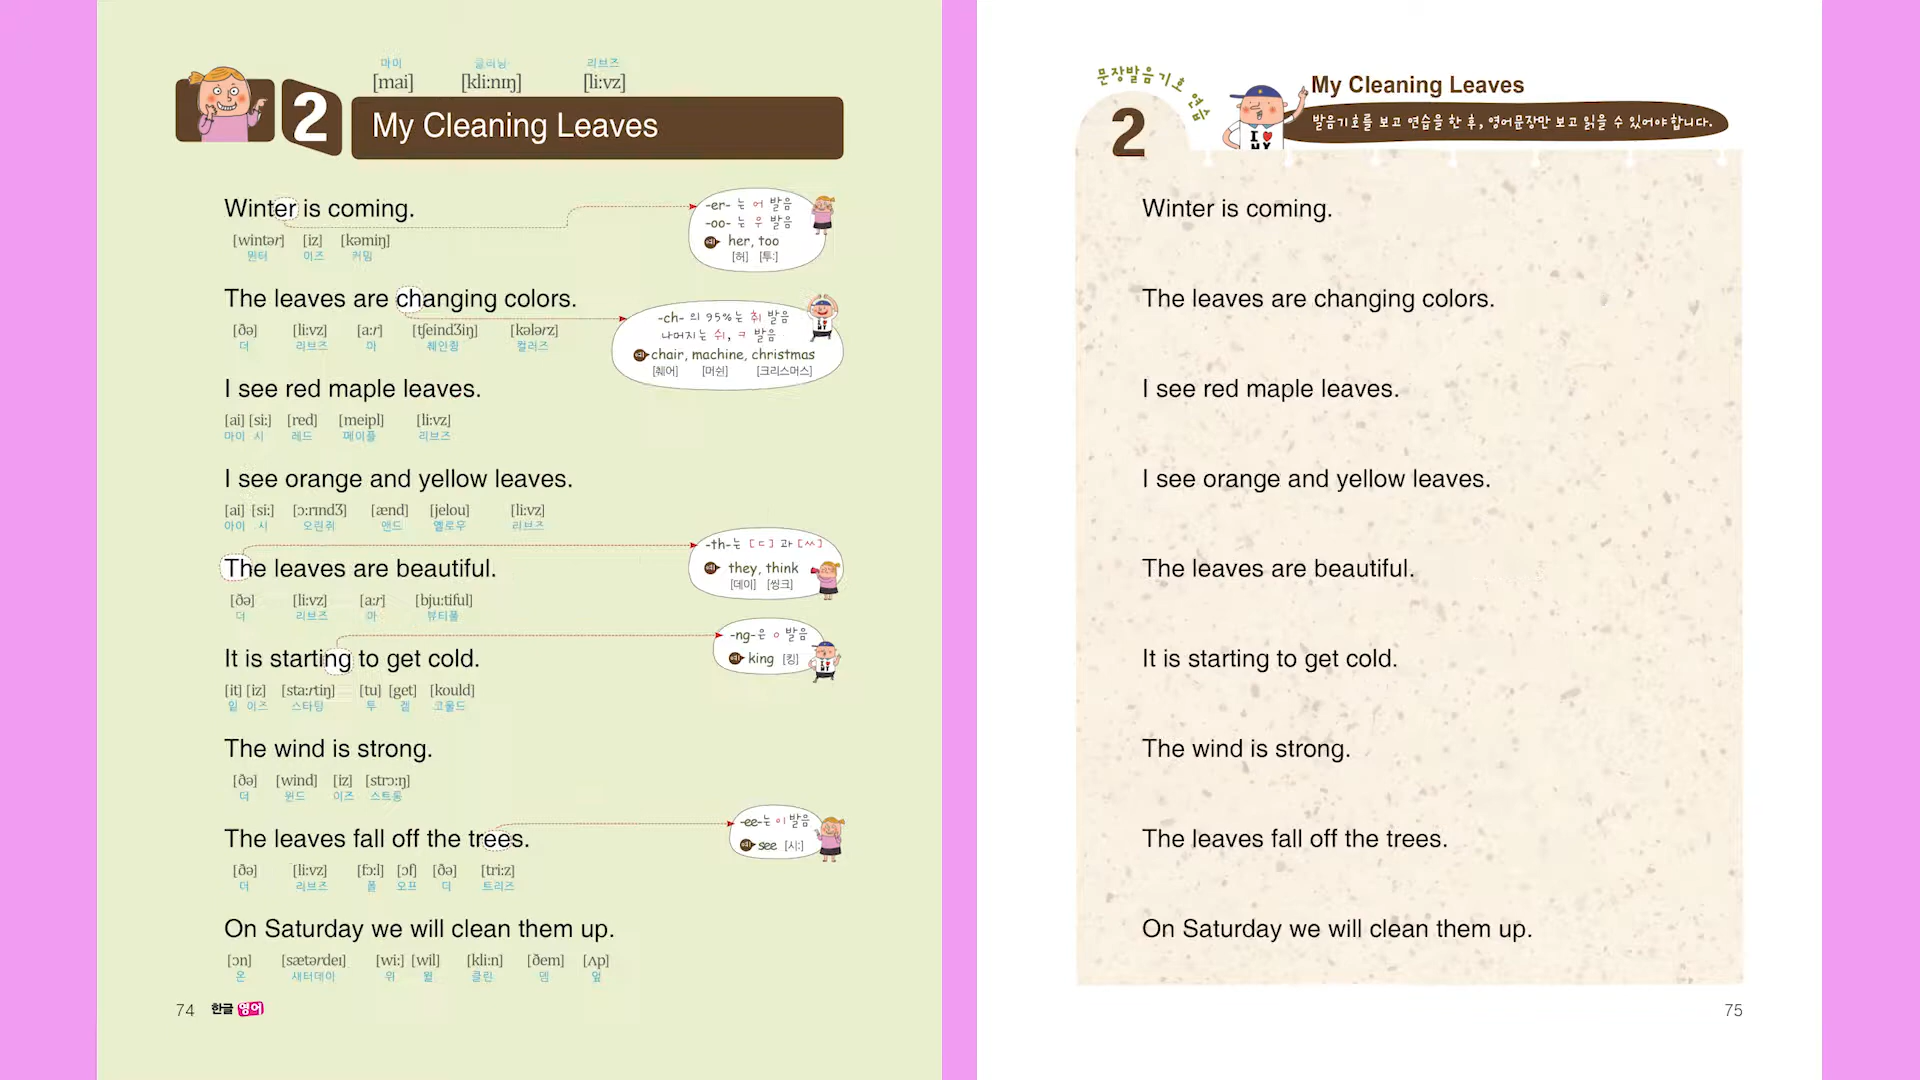 마이 클리닝 리브즈
[mai] [kli:nɪŋ] [li:vz]
2 My Cleaning Leaves
Winter is coming.
[wintər] [iz] [kəmiŋ]
윈터 이즈 커밍
-er- 는 어 발음
-oo- 는 우 발음
예 her, too
[허] [투:]
The leaves are changing colors.
[ðə] [li:vz] [a:r] [tʃeindʒiŋ] [kələrz]
더 리브즈 아 췌인쥥 컬러즈
-ch- 의 95%는 취 발음
나머지는 쉬, ㅋ 발음
예 chair, machine, christmas
[췌어] [머쉰] [크리스머스]
I see red maple leaves.
[ai] [si:] [red] [meipl] [li:vz]
아이 시 레드 메이플 리브즈
I see orange and yellow leaves.
[ai] [si:] [ɔ:rɪndʒ] [ænd] [jelou] [li:vz]
아이 시 오린쥐 앤드 옐로우 리브즈
-th-는 [ㄷ] 과 [ㅆ]
예 they, think
[데이] [씽크]
The leaves are beautiful.
[ðə] [li:vz] [a:r] [bju:tiful]
더 리브즈 아 뷰티풀
-ng-은 ㅇ 발음
예 king [킹]
It is starting to get cold.
[it] [iz] [sta:rtiŋ] [tu] [get] [kould]
잍 이즈 스타팅 투 겥 코울드
The wind is strong.
[ðə] [wind] [iz] [strɔ:ŋ]
더 윈드 이즈 스트롱
-ee-는 이 발음
예 see [시:]
The leaves fall off the trees.
[ðə] [li:vz] [fɔ:l] [ɔf] [ðə] [tri:z]
더 리브즈 폴 오프 더 트리즈
On Saturday we will clean them up.
[ɔn] [sætərdeɪ] [wi:] [wil] [kli:n] [ðem] [ʌp]
온 새터데이 위 윌 클린 뎀 엎
74 한글 영어
문장발음기호 연습
2
My Cleaning Leaves
발음기호를 보고 연습을 한 후, 영어문장만 보고 읽을 수 있어야 합니다.
I ♥ MY
Winter is coming.
The leaves are changing colors.
I see red maple leaves.
I see orange and yellow leaves.
The leaves are beautiful.
It is starting to get cold.
The wind is strong.
The leaves fall off the trees.
On Saturday we will clean them up.
75